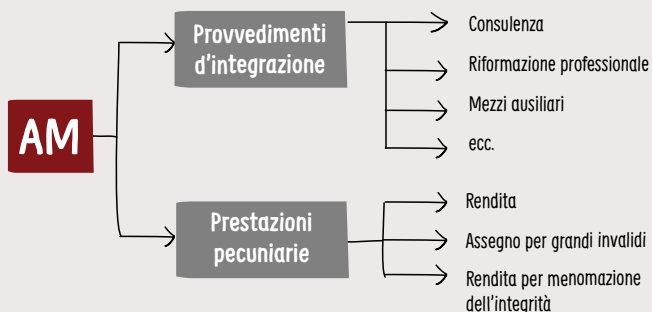 AM
Provvedimenti
d'integrazione
Consulenza
Riformazione professionale
Mezzi ausiliari
ecc.
Prestazioni
pecuniarie
Rendita
Assegno per grandi invalidi
Rendita per menomazione
dell'integrità